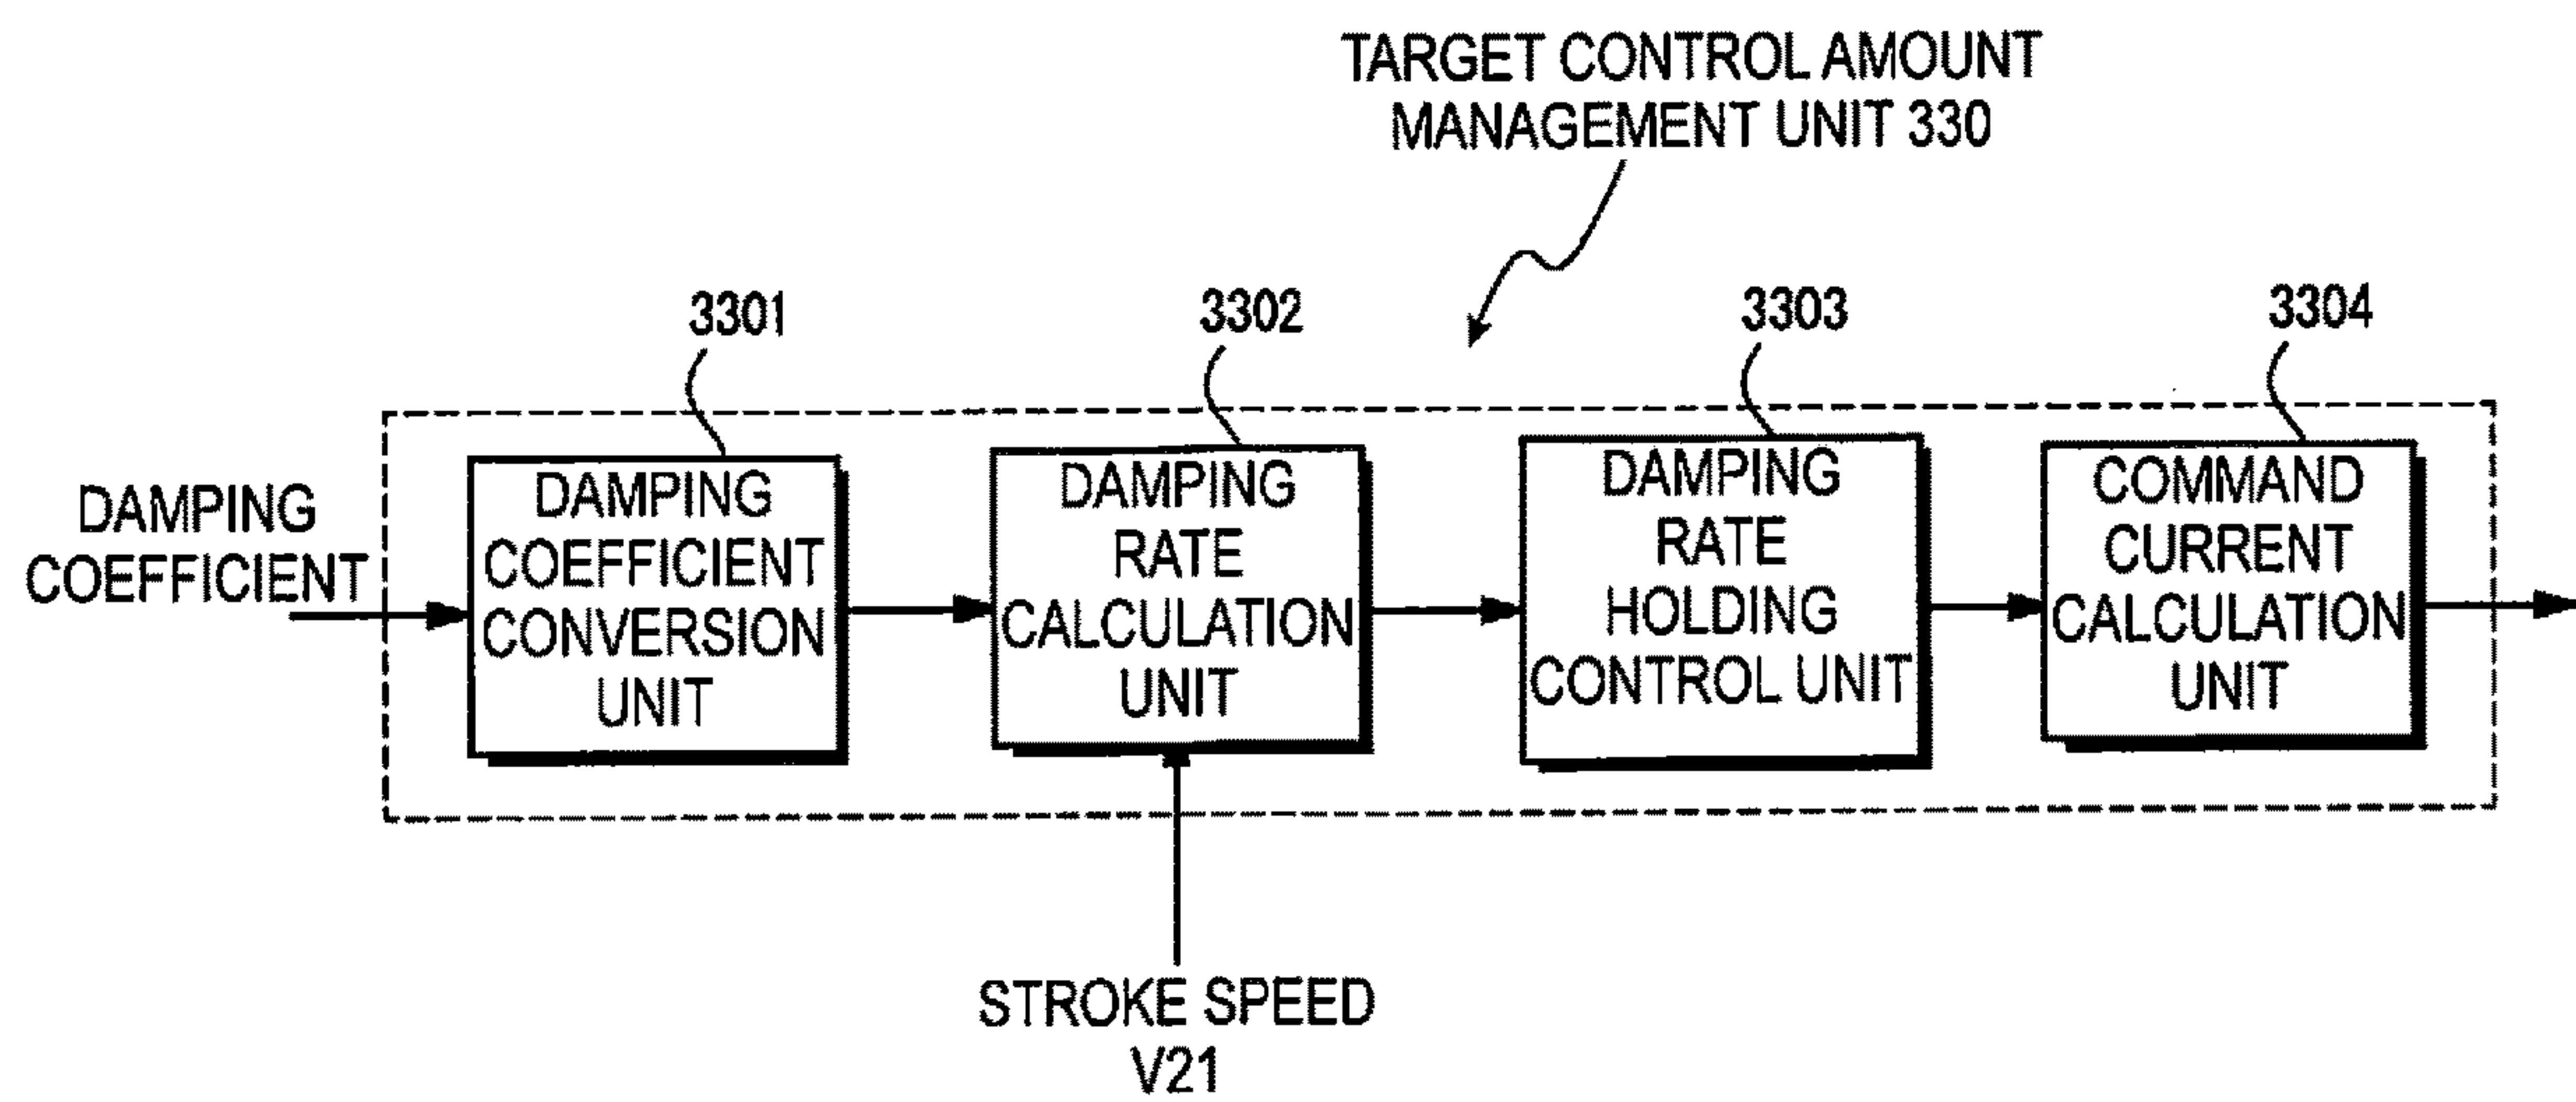 TARGET CONTROL AMOUNT
MANAGEMENT UNIT 330
3301
3302
3303
3304
DAMPING
COEFFICIENT
DAMPING
COEFFICIENT
CONVERSION
UNIT
DAMPING
RATE
CALCULATION
UNIT
DAMPING
RATE
HOLDING
CONTROL UNIT
COMMAND
CURRENT
CALCULATION
UNIT
STROKE SPEED
V21